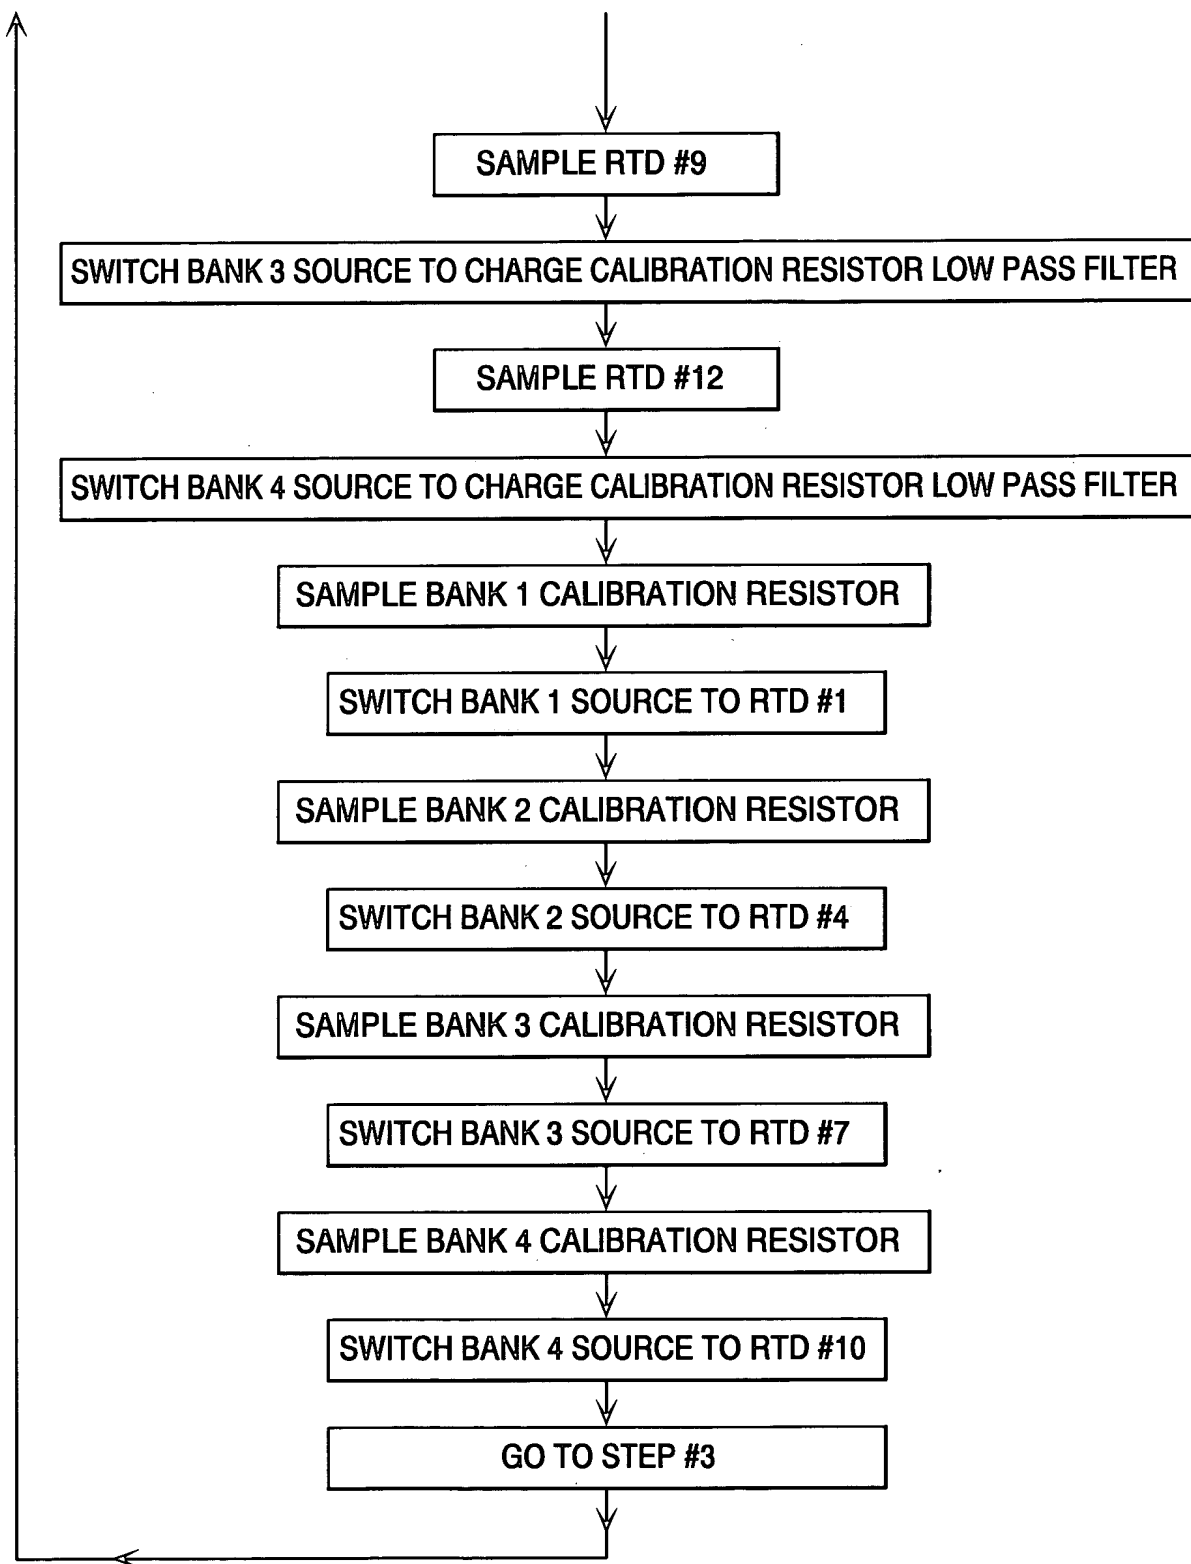 SAMPLE RTD #9
SWITCH BANK 3 SOURCE TO CHARGE CALIBRATION RESISTOR LOW PASS FILTER
SAMPLE RTD #12
SWITCH BANK 4 SOURCE TO CHARGE CALIBRATION RESISTOR LOW PASS FILTER
SAMPLE BANK 1 CALIBRATION RESISTOR
SWITCH BANK 1 SOURCE TO RTD #1
SAMPLE BANK 2 CALIBRATION RESISTOR
SWITCH BANK 2 SOURCE TO RTD #4
SAMPLE BANK 3 CALIBRATION RESISTOR
SWITCH BANK 3 SOURCE TO RTD #7
SAMPLE BANK 4 CALIBRATION RESISTOR
SWITCH BANK 4 SOURCE TO RTD #10
GO TO STEP #3